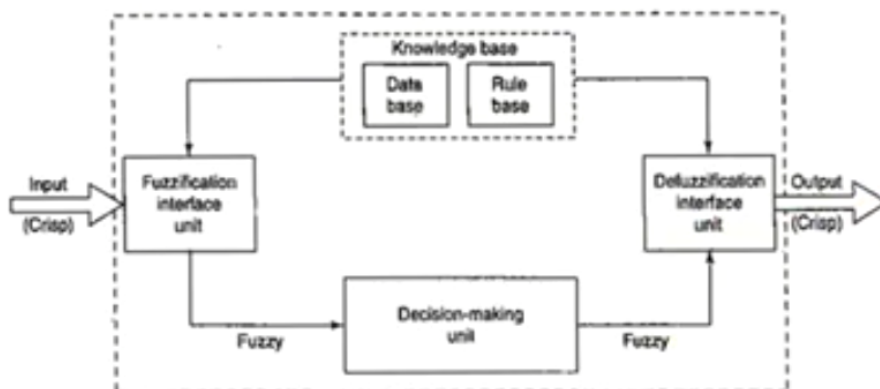 Knowledge base
Data
base
Rule
base
Input
(Crisp)
Fuzzification
interface
unit
Defuzzification
interface
unit
Output
(Crisp)
Decision-making
unit
Fuzzy
Fuzzy